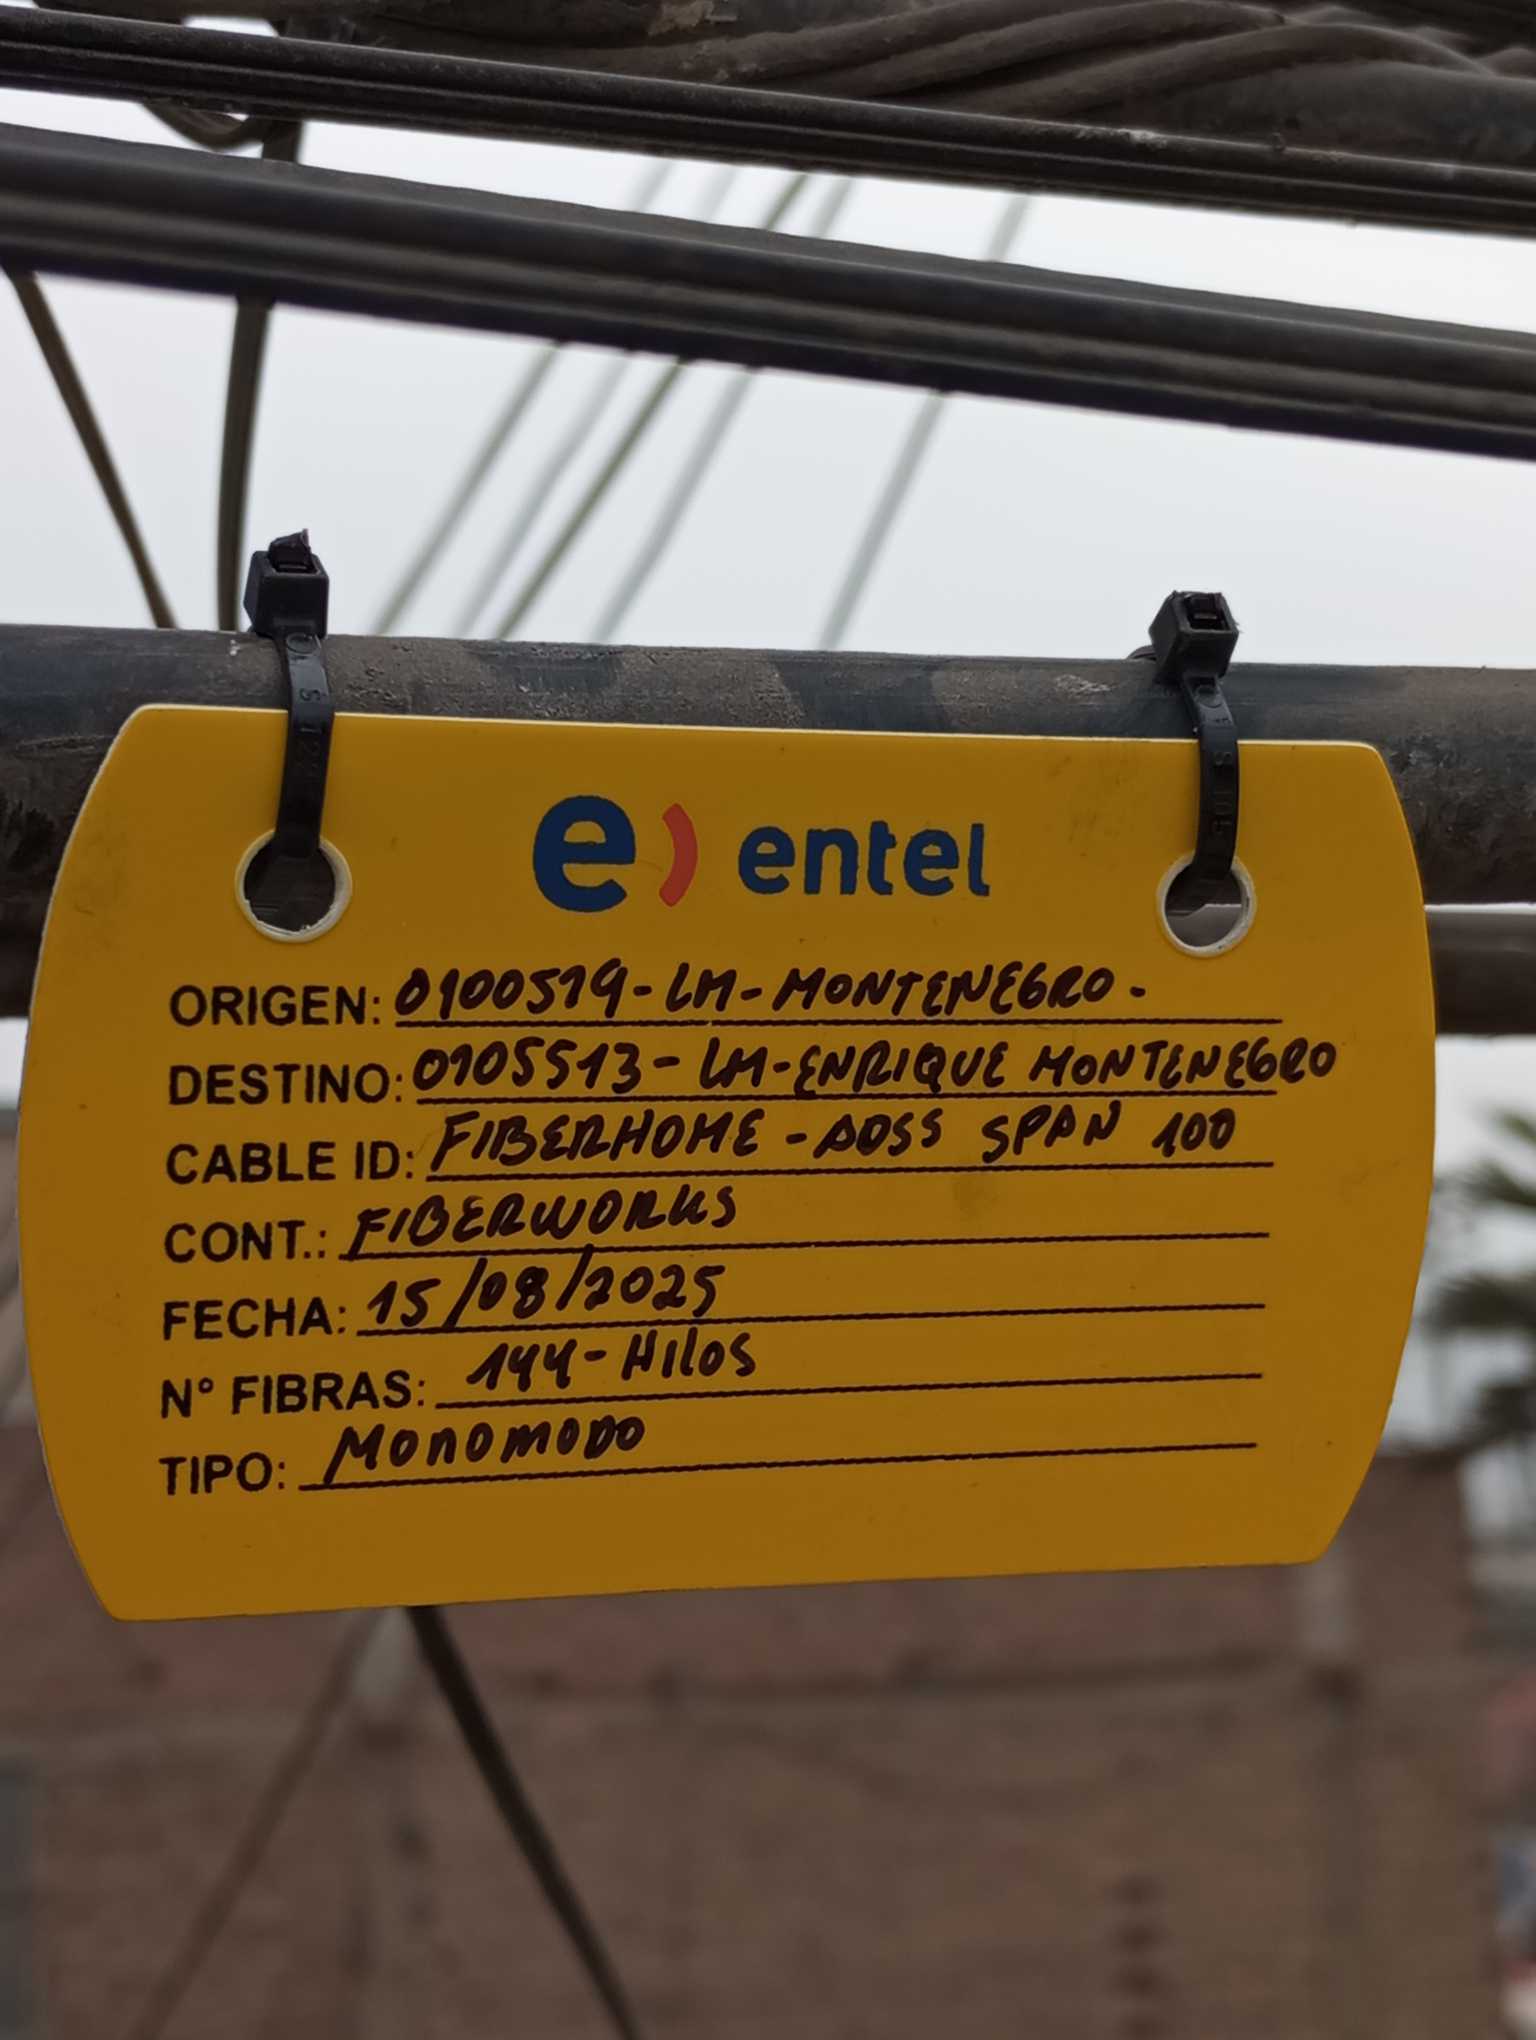 e) entel
ORIGEN: 0100519-LM-MONTENEGRO-
DESTINO: 0105513-LM-ENRIQUE MONTENEGRO
CABLE ID: FIBERHOME-ADSS SPAN 100
CONT.: FIBERWORKS
FECHA: 15/08/2025
N° FIBRAS: 144-Hilos
TIPO: MONOMODO